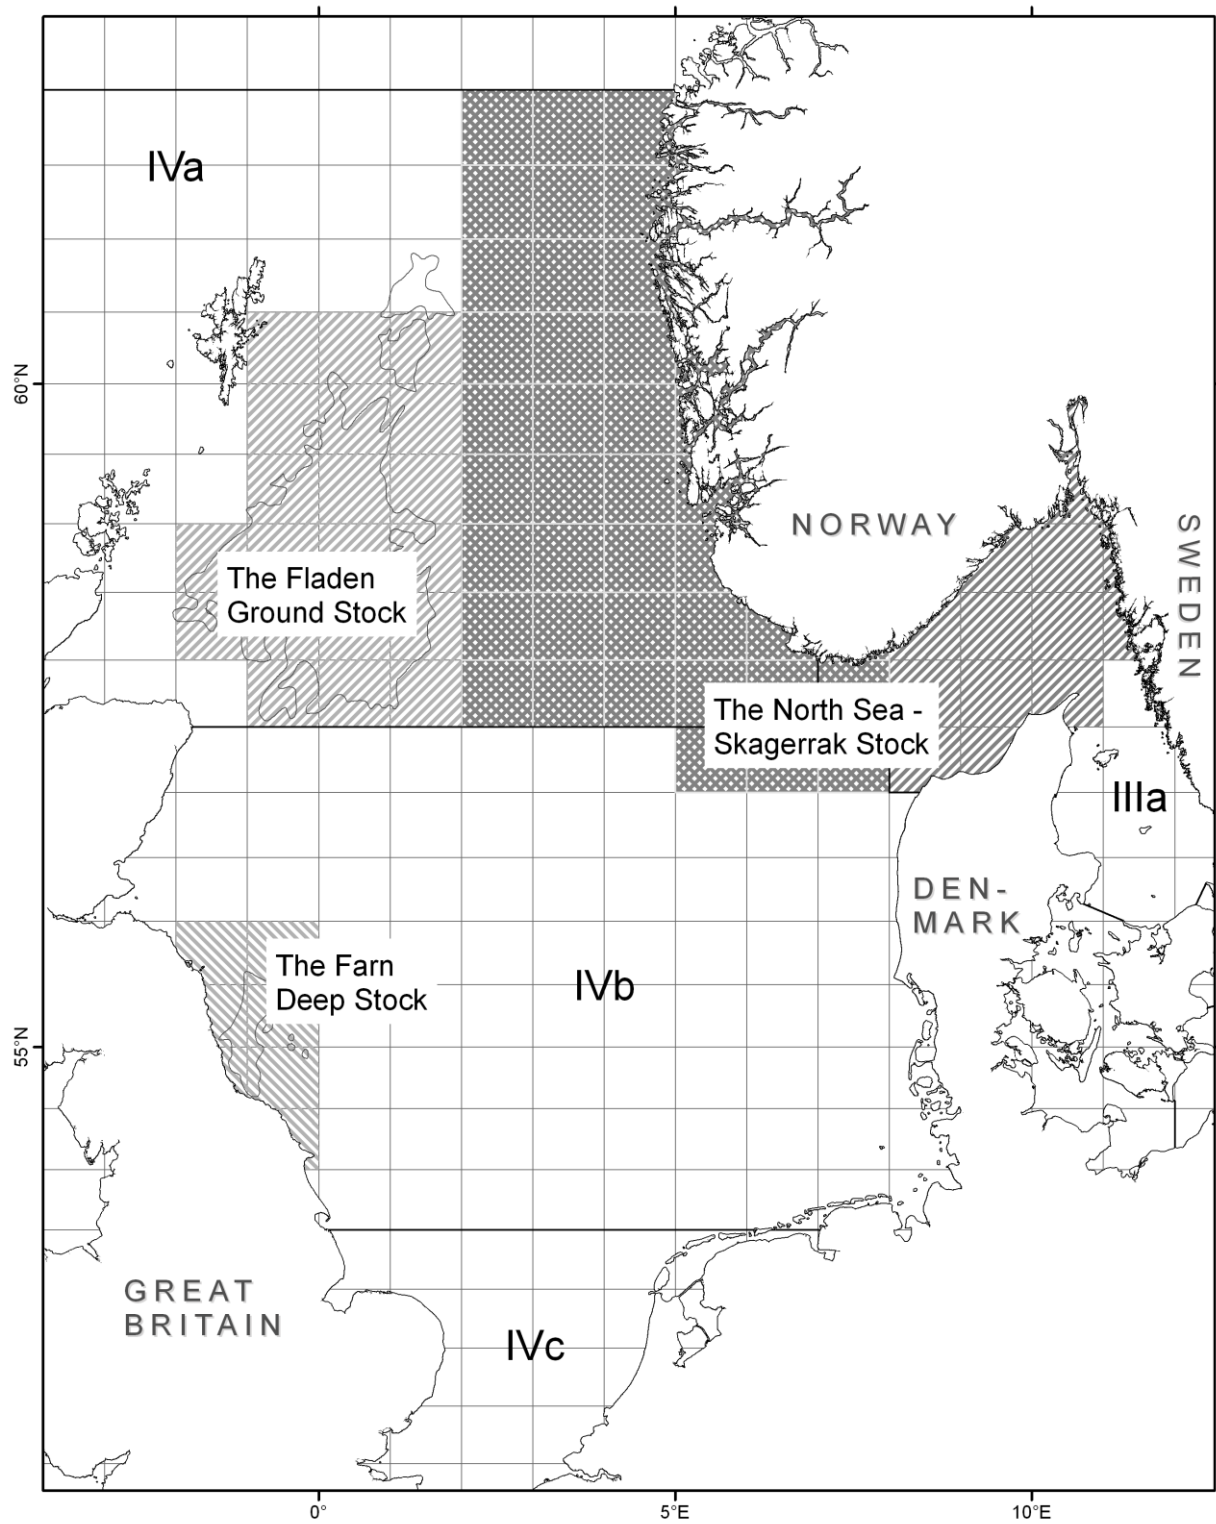 IVa
60°N
NORWAY
SWEDEN
The Fladen
Ground Stock
The North Sea -
Skagerrak Stock
IIIa
DEN-
MARK
The Farn
Deep Stock
IVb
55°N
GREAT
BRITAIN
IVc
0°
5°E
10°E